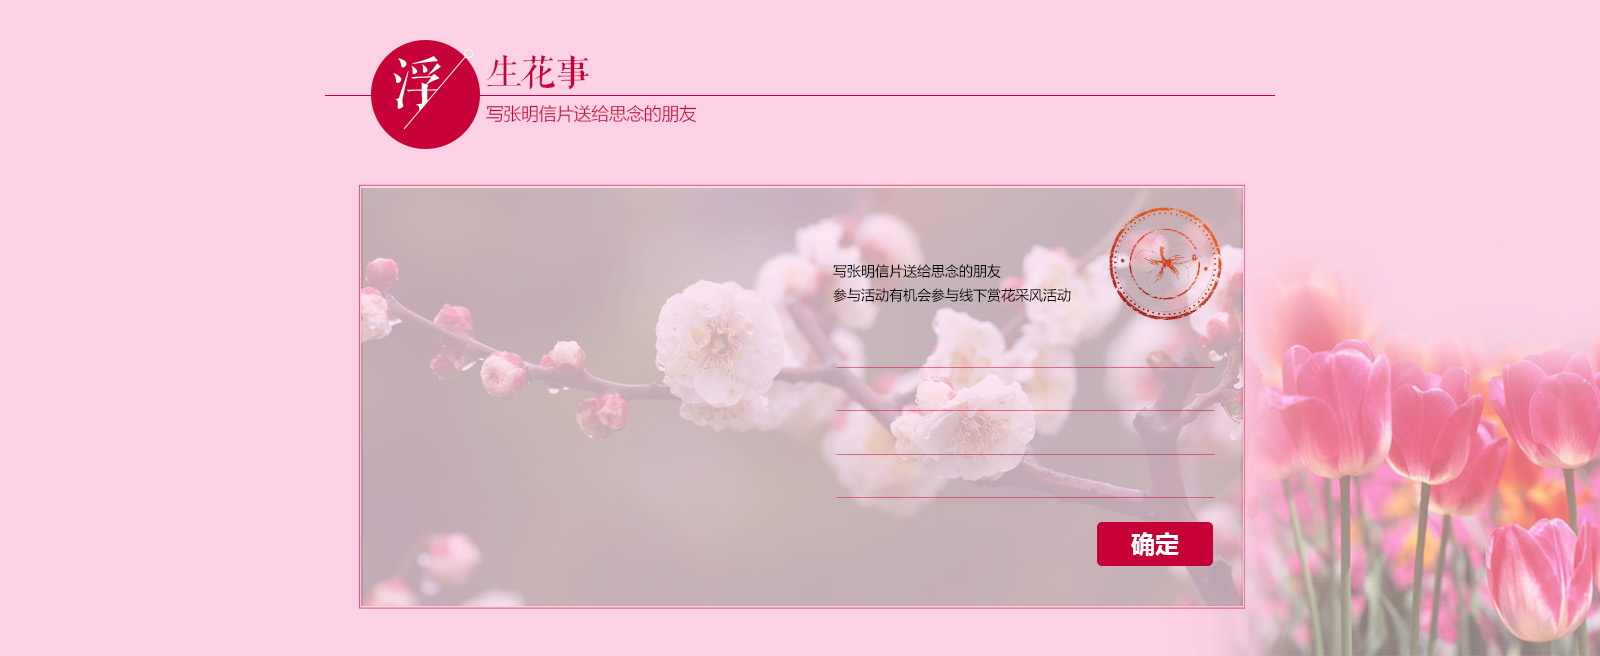 浮生花事
写张明信片送给思念的朋友
写张明信片送给思念的朋友
参与活动有机会参与线下赏花采风活动
确定